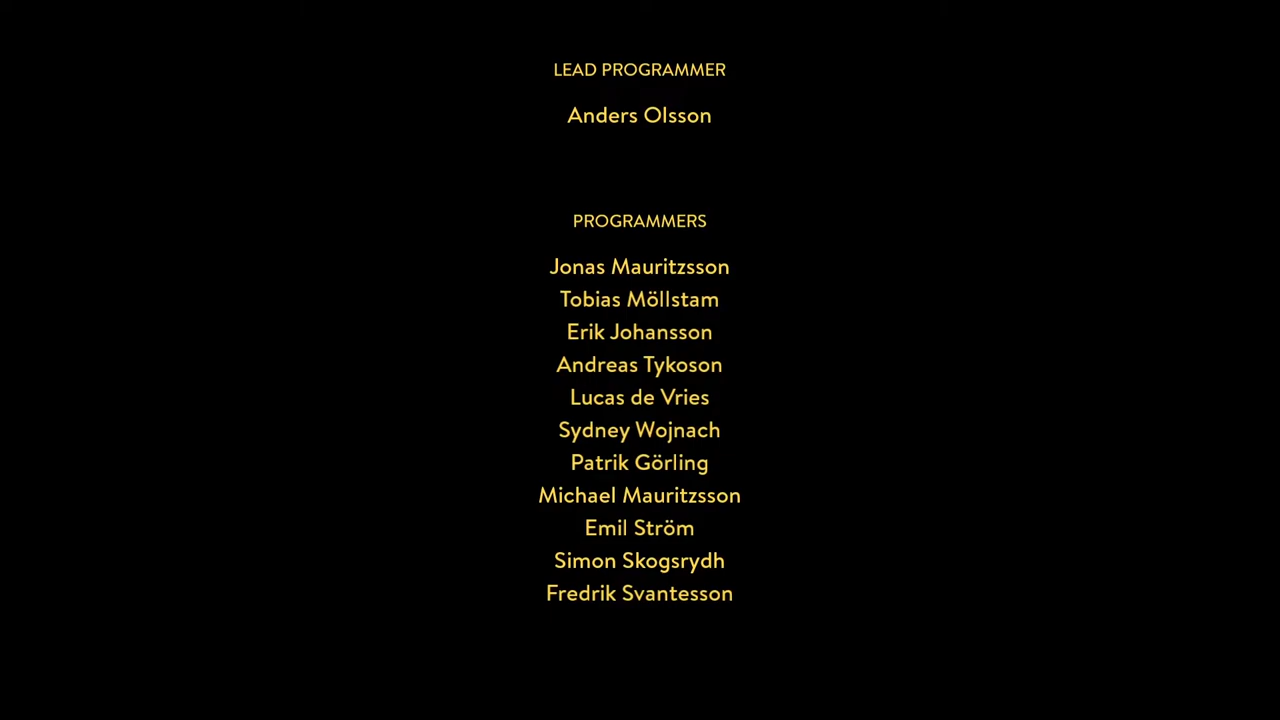 LEAD PROGRAMMER
Anders Olsson
PROGRAMMERS
Jonas Mauritzsson
Tobias Möllstam
Erik Johansson
Andreas Tykoson
Lucas de Vries
Sydney Wojnach
Patrik Görling
Michael Mauritzsson
Emil Ström
Simon Skogsrydh
Fredrik Svantesson